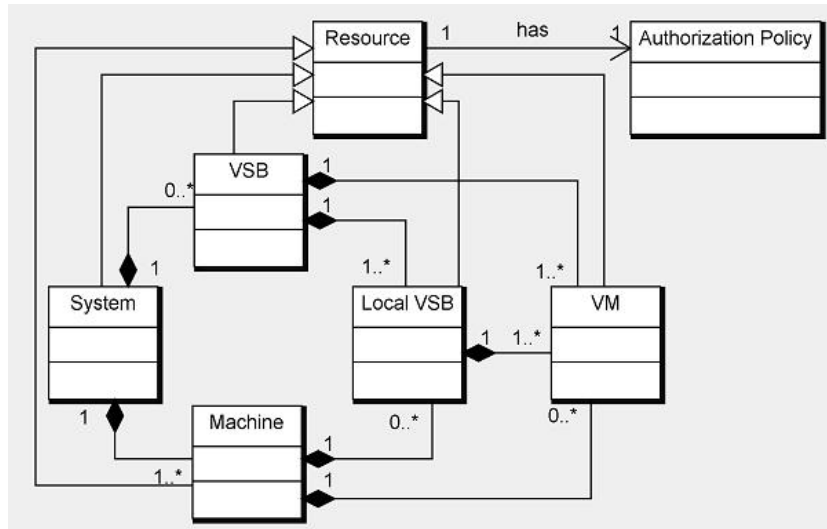 Resource
1
has
1
Authorization Policy
VSB
1
0..*
1
1
1..*
1..*
System
Local VSB
VM
1
1..*
1
Machine
0..*
0..*
1
1..*
1